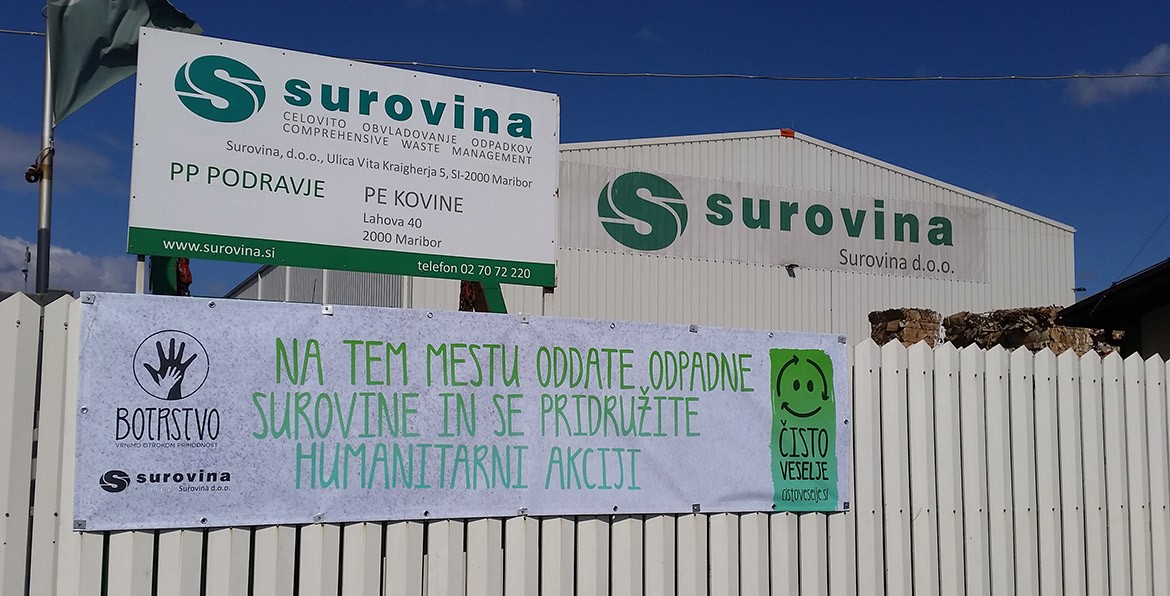 surovina
CELOVITO OBVLADOVANJE ODPADKOV
COMPREHENSIVE WASTE MANAGEMENT
Surovina, d.o.o., Ulica Vita Kraigherja 5, SI-2000 Maribor
PP PODRAVJE
PE KOVINE
Lahova 40
2000 Maribor
www.surovina.si
telefon 02 70 72 220
surovina
Surovina d.o.o.
BOTRSTVO
VRNIMO OTROKOM PRIHODNOST
surovina
Surovina d.o.o.
NA TEM MESTU ODDATE ODPADNE
SUROVINE IN SE PRIDRUŽITE
HUMANITARNI AKCIJI
ČISTO
VESELJE
cistoveselje.si